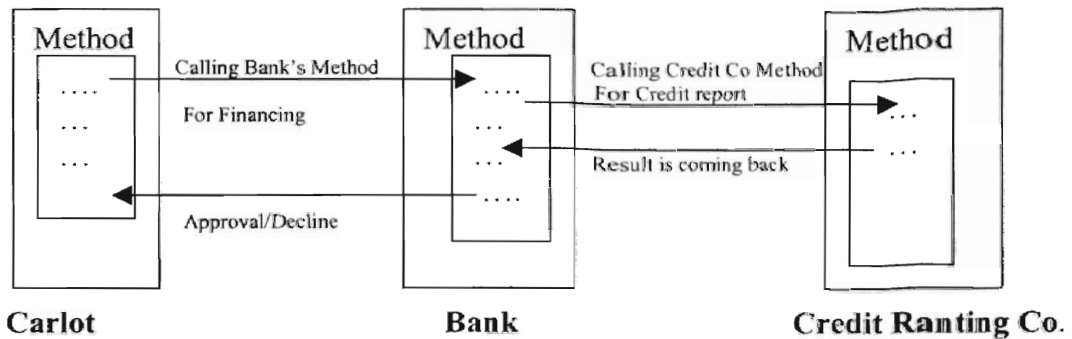 Method
Method
Method
Calling Bank's Method
For Financing
Calling Credit Co Method
For Credit report
....
...
...
....
...
...
....
...
...
Result is coming back
Approval/Decline
Carlot
Bank
Credit Ranting Co.